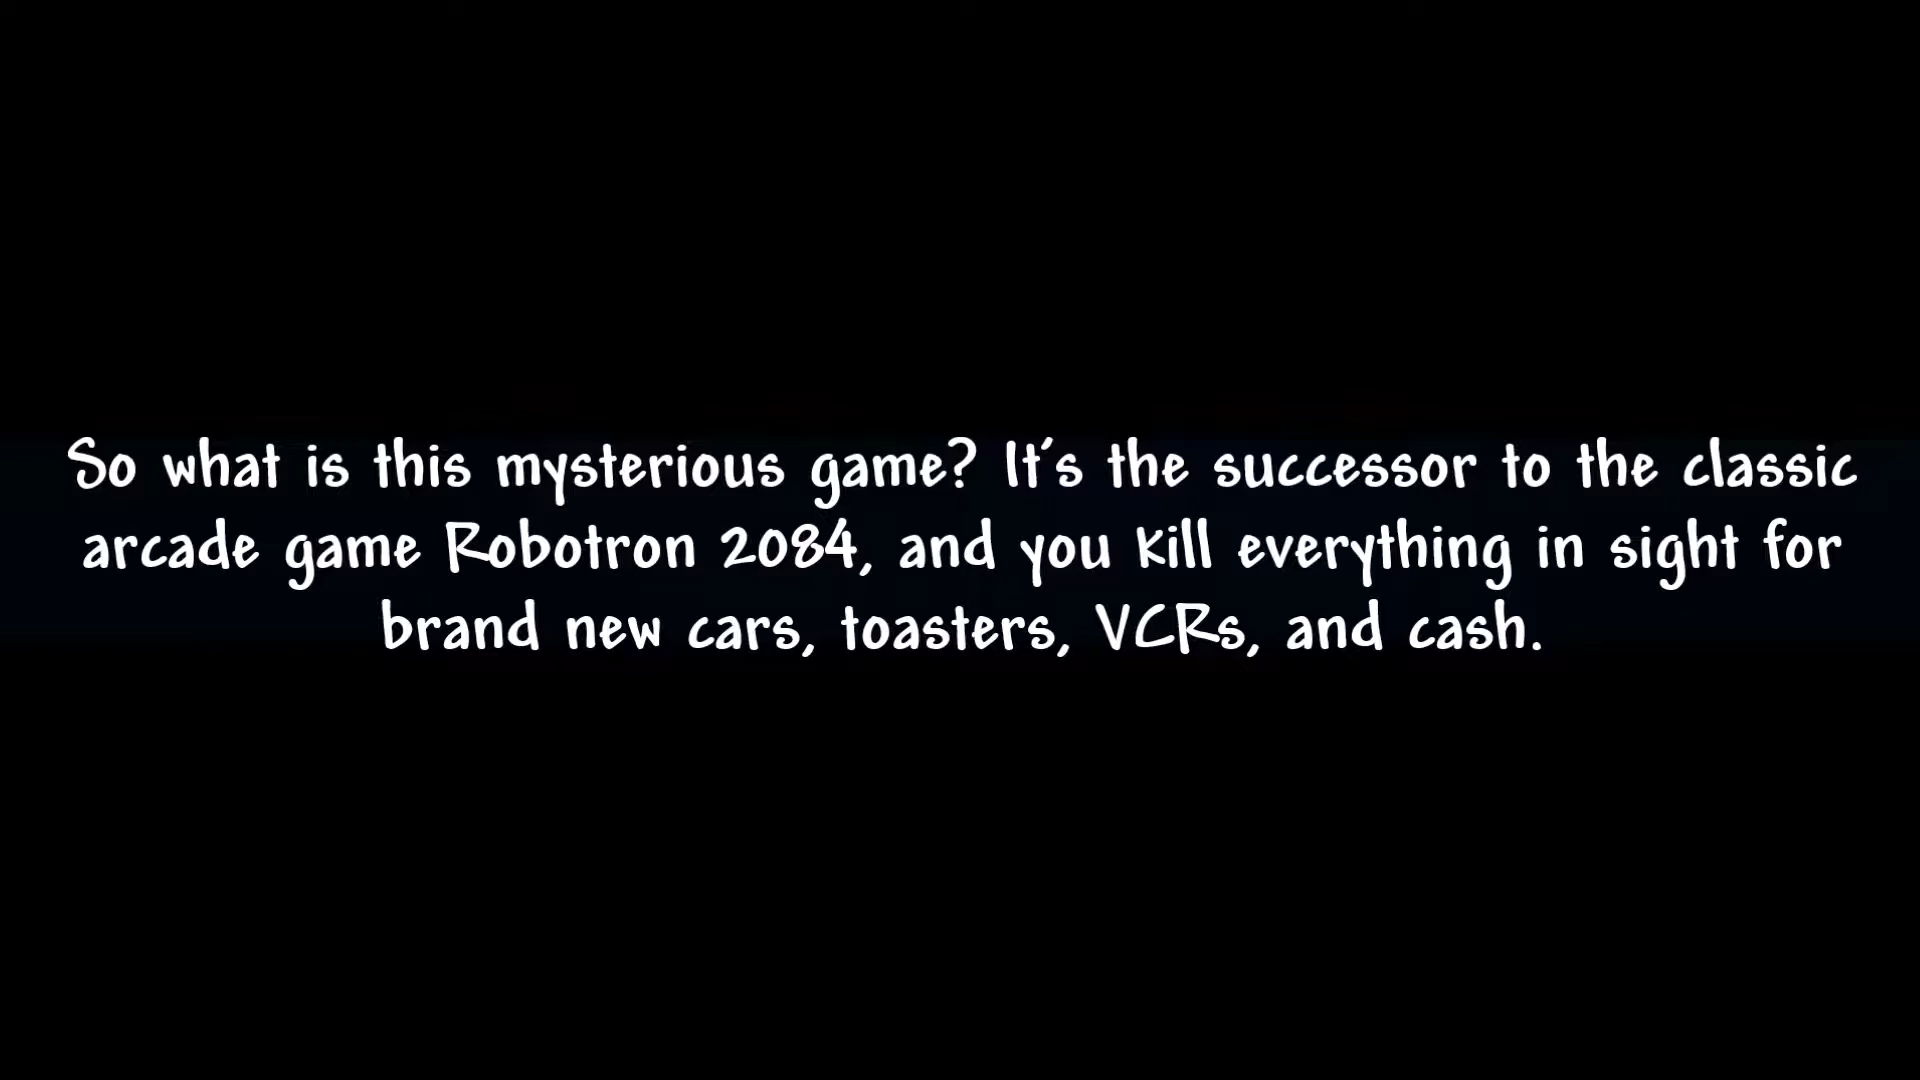 So what is this mysterious game? It's the successor to the classic
arcade game Robotron 2084, and you kill everything in sight for
brand new cars, toasters, VCRs, and cash.